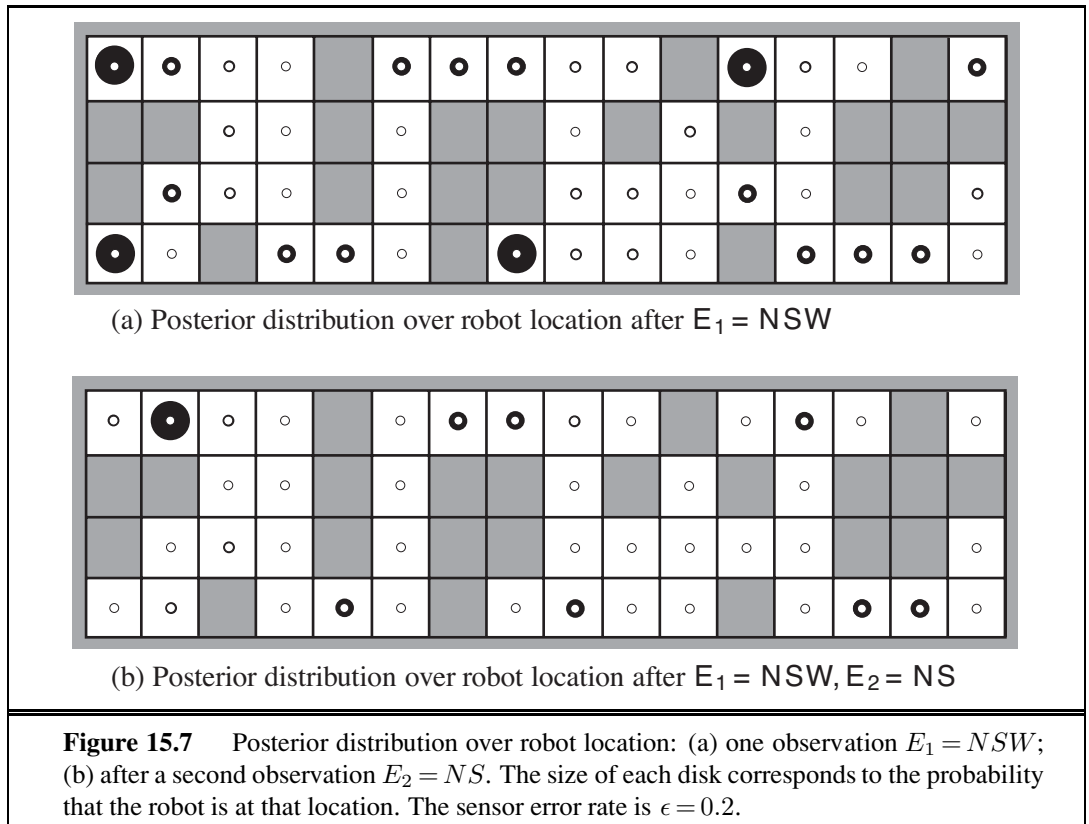 (a) Posterior distribution over robot location after E₁ = NSW
(b) Posterior distribution over robot location after E₁ = NSW, E₂ = NS
Figure 15.7 Posterior distribution over robot location: (a) one observation E₁ = NSW;
(b) after a second observation E₂ = NS. The size of each disk corresponds to the probability
that the robot is at that location. The sensor error rate is ϵ = 0.2.